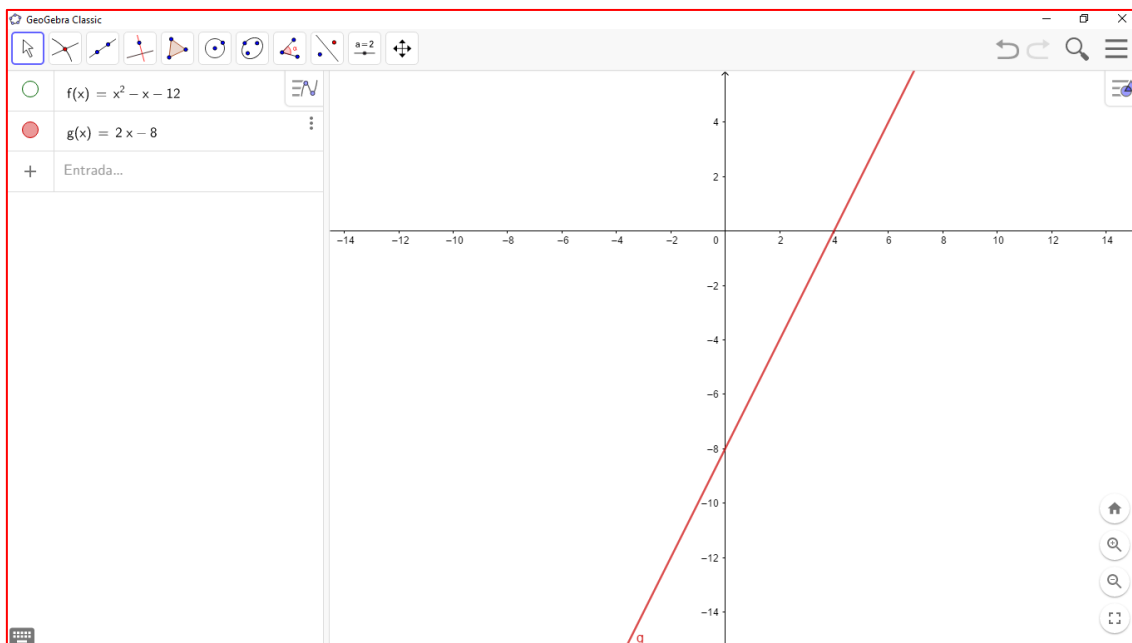 GeoGebra Classic
a=2
f(x) = x² − x − 12
g(x) = 2 x − 8
Entrada...
4
2
−14 −12 −10 −8 −6 −4 −2 0 2 4 6 8 10 12 14
−2
−4
−6
−8
−10
−12
−14
g